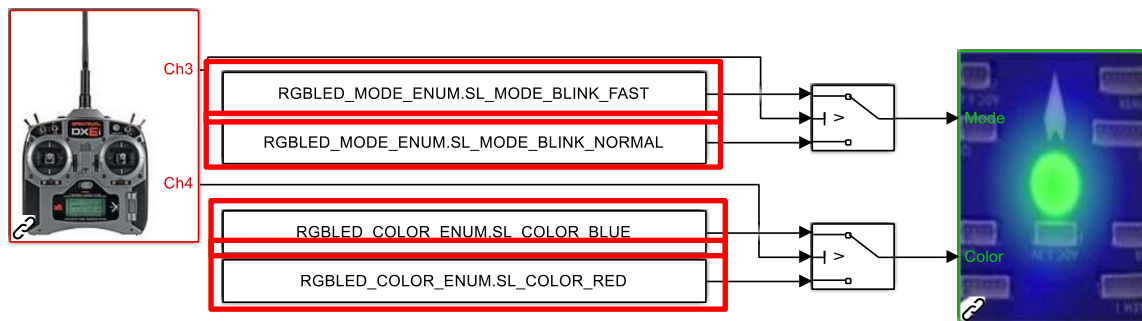 Ch3
RGBLED_MODE_ENUM.SL_MODE_BLINK_FAST
RGBLED_MODE_ENUM.SL_MODE_BLINK_NORMAL
>
Mode
DX6i
Ch4
RGBLED_COLOR_ENUM.SL_COLOR_BLUE
RGBLED_COLOR_ENUM.SL_COLOR_RED
>
Color